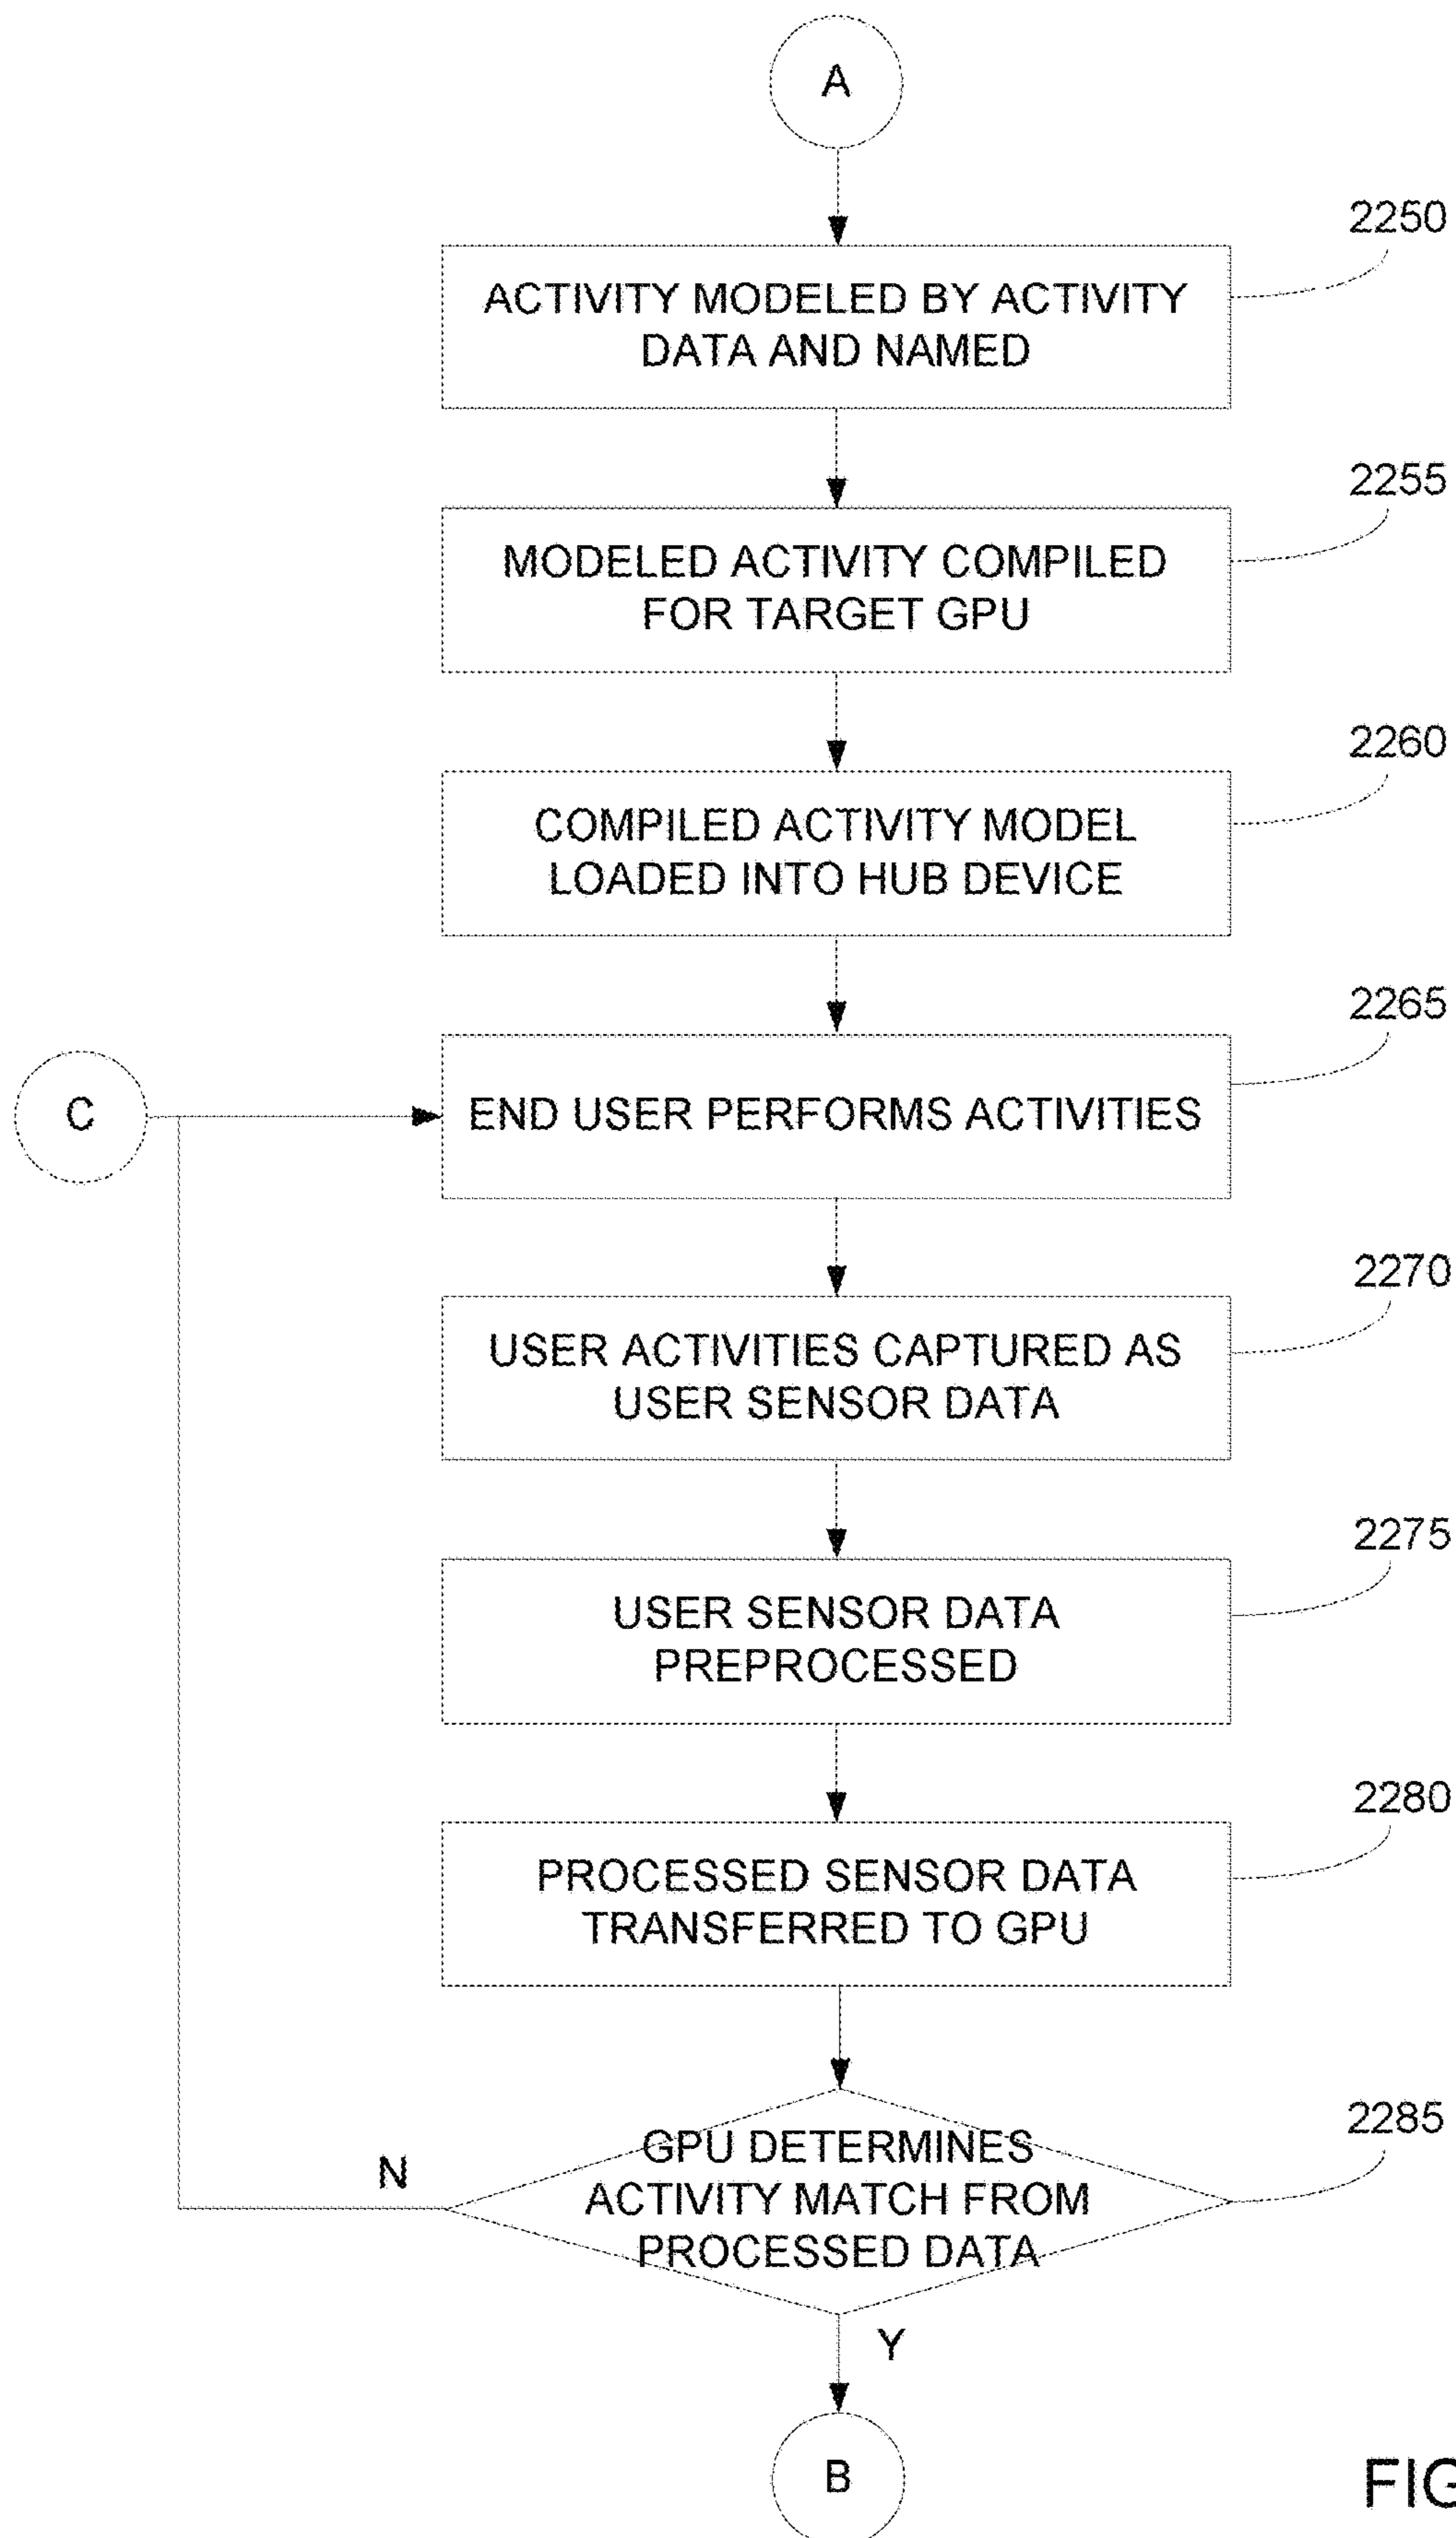 A
2250
ACTIVITY MODELED BY ACTIVITY
DATA AND NAMED
2255
MODELED ACTIVITY COMPILED
FOR TARGET GPU
2260
COMPILED ACTIVITY MODEL
LOADED INTO HUB DEVICE
2265
C
END USER PERFORMS ACTIVITIES
2270
USER ACTIVITIES CAPTURED AS
USER SENSOR DATA
2275
USER SENSOR DATA
PREPROCESSED
2280
PROCESSED SENSOR DATA
TRANSFERRED TO GPU
2285
N
GPU DETERMINES
ACTIVITY MATCH FROM
PROCESSED DATA
Y
B